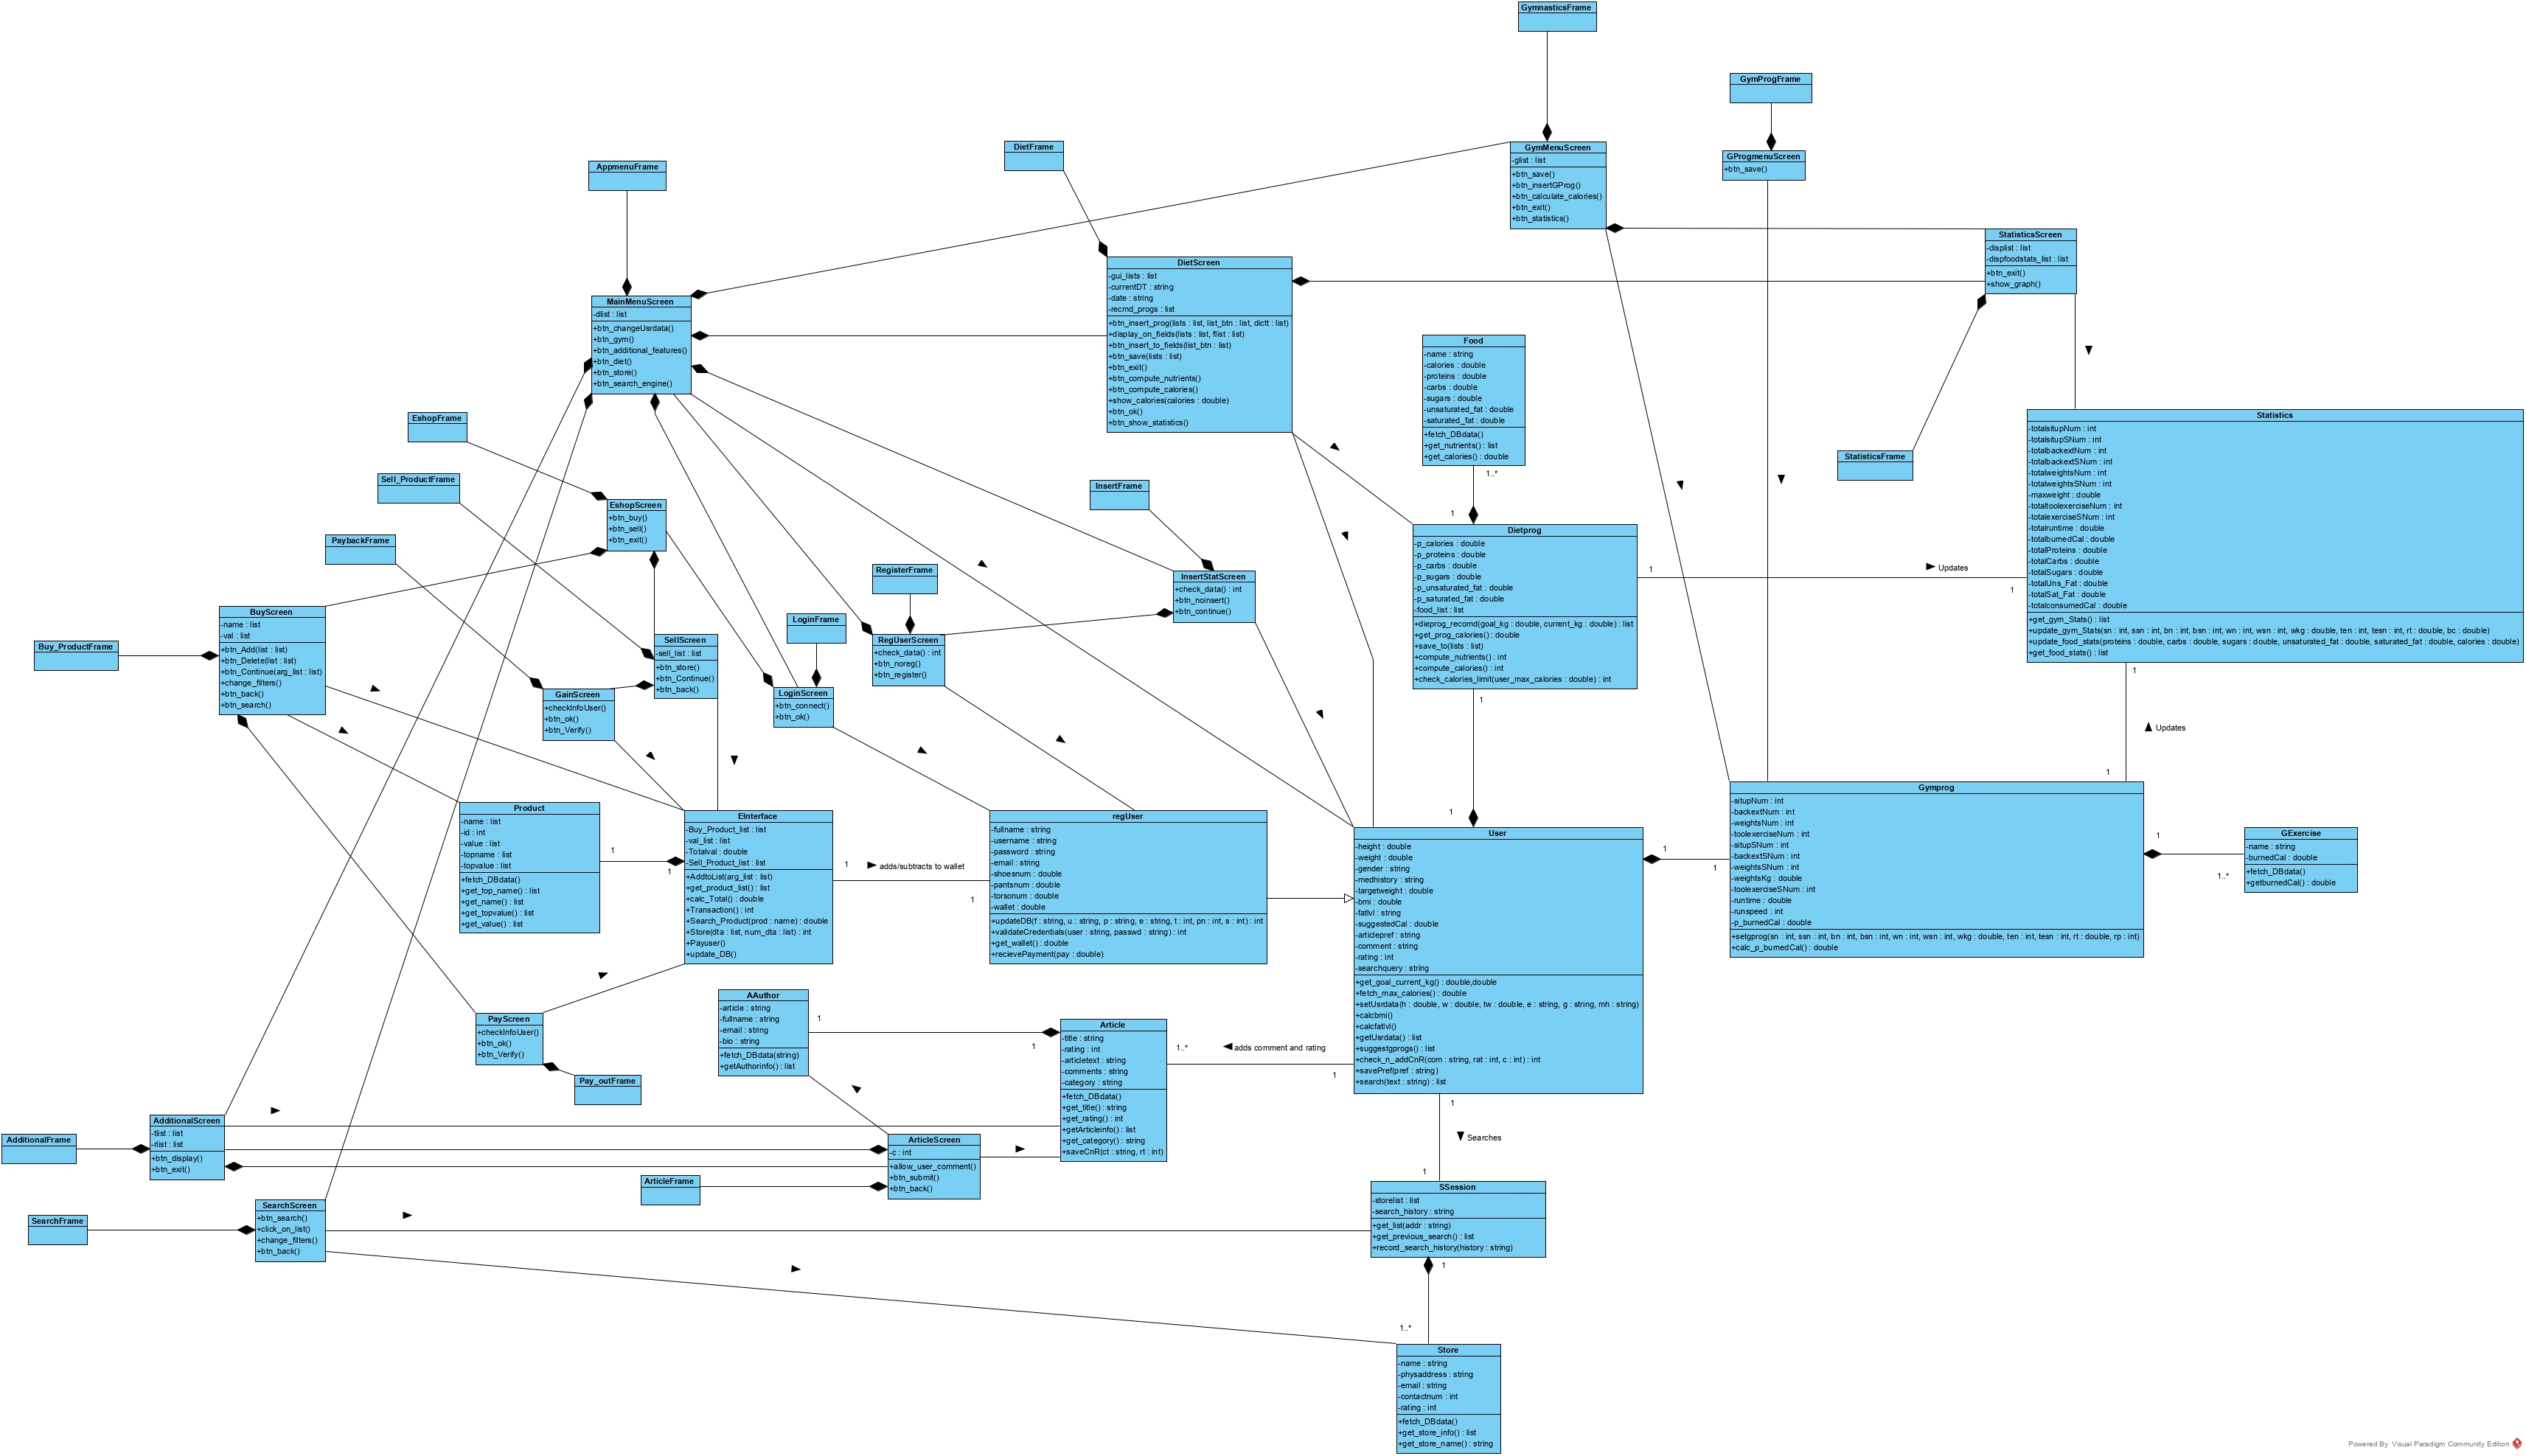 GymnasticsFrame
GymProgFrame
DietFrame
GymMenuScreen
-glist : list
+btn_save()
+btn_insertGProg()
+btn_calculate_calories()
+btn_exit()
+btn_statistics()
GProgmenuScreen
+btn_save()
AppmenuFrame
StatisticsScreen
-displist : list
-dispfoodstats_list : list
+btn_exit()
+show_graph()
DietScreen
-gui_lists : list
-currentDT : string
-date : string
-recmd_progs : list
+btn_insert_prog(lists : list, list_btn : list, dictt : list)
+display_on_fields(lists : list, flist : list)
+btn_insert_to_fields(list_btn : list)
+btn_save(lists : list)
+btn_exit()
+btn_compute_nutrients()
+btn_compute_calories()
+show_calories(calories : double)
+btn_ok()
+btn_show_statistics()
MainMenuScreen
-dlist : list
+btn_changeUsrdata()
+btn_gym()
+btn_additional_features()
+btn_diet()
+btn_store()
+btn_search_engine()
Food
-name : string
-calories : double
-proteins : double
-carbs : double
-sugars : double
-unsaturated_fat : double
-saturated_fat : double
+fetch_DBdata()
+get_nutrients() : list
+get_calories() : double
1..*
1
Statistics
-totalsitupNum : int
-totalsitupSNum : int
-totalbackextNum : int
-totalbackextSNum : int
-totalweightsNum : int
-totalweightsSNum : int
-maxweight : double
-totaltoolexerciseNum : int
-totalexerciseSNum : int
-totalruntime : double
-totalburnedCal : double
-totalProteins : double
-totalCarbs : double
-totalSugars : double
-totalUns_Fat : double
-totalSat_Fat : double
-totalconsumedCal : double
+get_gym_Stats() : list
+update_gym_Stats(sn : int, ssn : int, bn : int, bsn : int, wn : int, wsn : int, wkg : double, ten : int, tesn : int, rt : double, bc : double)
+update_food_stats(proteins : double, carbs : double, sugars : double, unsaturated_fat : double, saturated_fat : double, calories : double)
+get_food_stats() : list
EshopFrame
StatisticsFrame
Sell_ProductFrame
InsertFrame
EshopScreen
+btn_buy()
+btn_sell()
+btn_exit()
Dietprog
-p_calories : double
-p_proteins : double
-p_carbs : double
-p_sugars : double
-p_unsaturated_fat : double
-p_saturated_fat : double
-food_list : list
+dieprog_recomd(goal_kg : double, current_kg : double) : list
+get_prog_calories() : double
+save_to(lists : list)
+compute_nutrients() : int
+compute_calories() : int
+check_calories_limit(user_max_calories : double) : int
1
Updates
1
PaybackFrame
RegisterFrame
InsertStatScreen
+check_data() : int
+btn_noinsert()
+btn_continue()
BuyScreen
-name : list
-val : list
+btn_Add(list : list)
+btn_Delete(list : list)
+btn_Continue(arg_list : list)
+change_filters()
+btn_back()
+btn_search()
LoginFrame
Buy_ProductFrame
SellScreen
-sell_list : list
+btn_store()
+btn_Continue()
+btn_back()
RegUserScreen
+check_data() : int
+btn_noreg()
+btn_register()
GainScreen
+checkInfoUser()
+btn_ok()
+btn_Verify()
LoginScreen
+btn_connect()
+btn_ok()
1
1
1
Updates
1
Gymprog
-situpNum : int
-backextNum : int
-weightsNum : int
-toolexerciseNum : int
-situpSNum : int
-backextSNum : int
-weightsSNum : int
-weightsKg : double
-toolexerciseSNum : int
-runtime : double
-runspeed : int
-p_burnedCal : double
+setgprog(sn : int, ssn : int, bn : int, bsn : int, wn : int, wsn : int, wkg : double, ten : int, tesn : int, rt : double, rp : int)
+calc_p_burnedCal() : double
Product
-name : list
-id : int
-value : list
-topname : list
-topvalue : list
+fetch_DBdata()
+get_top_name() : list
+get_name() : list
+get_topvalue() : list
+get_value() : list
1
1
EInterface
-Buy_Product_list : list
-val_list : list
-Totalval : double
-Sell_Product_list : list
+AddtoList(arg_list : list)
+get_product_list() : list
+calc_Total() : double
+Transaction() : int
+Search_Product(prod : name) : double
+Store(dta : list, num_dta : list) : int
+Payuser()
+update_DB()
1
adds/subtracts to wallet
1
regUser
-fullname : string
-username : string
-password : string
-email : string
-shoesnum : double
-pantsnum : double
-torsonum : double
-wallet : double
+updateDB(f : string, u : string, p : string, e : string, t : int, pn : int, s : int) : int
+validateCredentials(user : string, passwd : string) : int
+get_wallet() : double
+recievePayment(pay : double)
User
-height : double
-weight : double
-gender : string
-medhistory : string
-targetweight : double
-bmi : double
-fatlvl : string
-suggestedCal : double
-articlepref : string
-comment : string
-rating : int
-searchquery : string
+get_goal_current_kg() : double,double
+fetch_max_calories() : double
+setUsrdata(h : double, w : double, tw : double, e : string, g : string, mh : string)
+calcbmi()
+calcfatlvl()
+getUsrdata() : list
+suggestgprogs() : list
+check_n_addCnR(com : string, rat : int, c : int) : int
+savePref(pref : string)
+search(text : string) : list
1
1
1
1..*
GExercise
-name : string
-burnedCal : double
+fetch_DBdata()
+getburnedCal() : double
AAuthor
-article : string
-fullname : string
-email : string
-bio : string
+fetch_DBdata(string)
+getAuthorinfo() : list
1
1
Article
-title : string
-rating : int
-articletext : string
-comments : string
-category : string
+fetch_DBdata()
+get_title() : string
+get_rating() : int
+getArticleinfo() : list
+get_category() : string
+saveCnR(ct : string, rt : int)
1..*
adds comment and rating
1
PayScreen
+checkInfoUser()
+btn_ok()
+btn_Verify()
Pay_outFrame
AdditionalScreen
-tlist : list
-rlist : list
+btn_display()
+btn_exit()
AdditionalFrame
ArticleScreen
-c : int
+allow_user_comment()
+btn_submit()
+btn_back()
ArticleFrame
1
Searches
1
SSession
-storelist : list
-search_history : string
+get_list(addr : string)
+get_previous_search() : list
+record_search_history(history : string)
SearchScreen
+btn_search()
+click_on_list()
+change_filters()
+btn_back()
SearchFrame
1
1..*
Store
-name : string
-physaddress : string
-email : string
-contactnum : int
-rating : int
+fetch_DBdata()
+get_store_info() : list
+get_store_name() : string
Powered By Visual Paradigm Community Edition